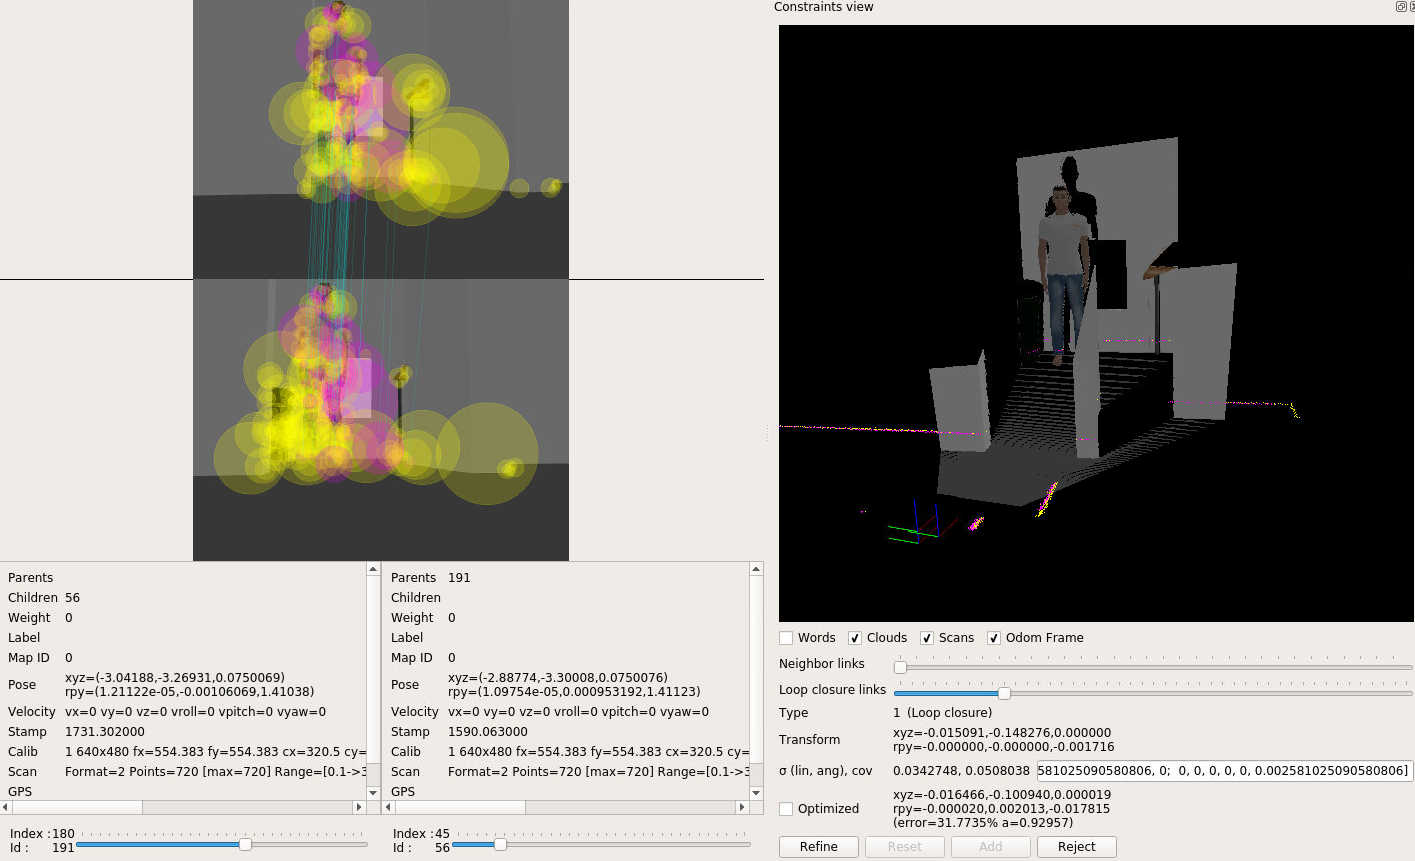 Constraints view
Parents
Children 56
Weight 0
Label
Map ID 0
Pose xyz=(-3.04188,-3.26931,0.0750069)
rpy=(1.21122e-05,-0.00106069,1.41038)
Velocity vx=0 vy=0 vz=0 vroll=0 vpitch=0 vyaw=0
Stamp 1731.302000
Calib 1 640x480 fx=554.383 fy=554.383 cx=320.5 cy=
Scan Format=2 Points=720 [max=720] Range=[0.1->3
GPS
Index : 180
Id : 191
Parents 191
Children
Weight 0
Label
Map ID 0
Pose xyz=(-2.88774,-3.30008,0.0750076)
rpy=(1.09754e-05,0.000953192,1.41123)
Velocity vx=0 vy=0 vz=0 vroll=0 vpitch=0 vyaw=0
Stamp 1590.063000
Calib 1 640x480 fx=554.383 fy=554.383 cx=320.5 cy=
Scan Format=2 Points=720 [max=720] Range=[0.1->3
GPS
Index : 45
Id : 56
Words Clouds Scans Odom Frame
Neighbor links
Loop closure links
Type 1 (Loop closure)
Transform xyz=-0.015091,-0.148276,0.000000
rpy=-0.000000,-0.000000,-0.001716
σ (lin, ang), cov 0.0342748, 0.0508038 581025090580806, 0; 0, 0, 0, 0, 0, 0.002581025090580806]
Optimized xyz=-0.016466,-0.100940,0.000019
rpy=-0.000020,0.002013,-0.017815
(error=31.7735% a=0.92957)
Refine Reset Add Reject